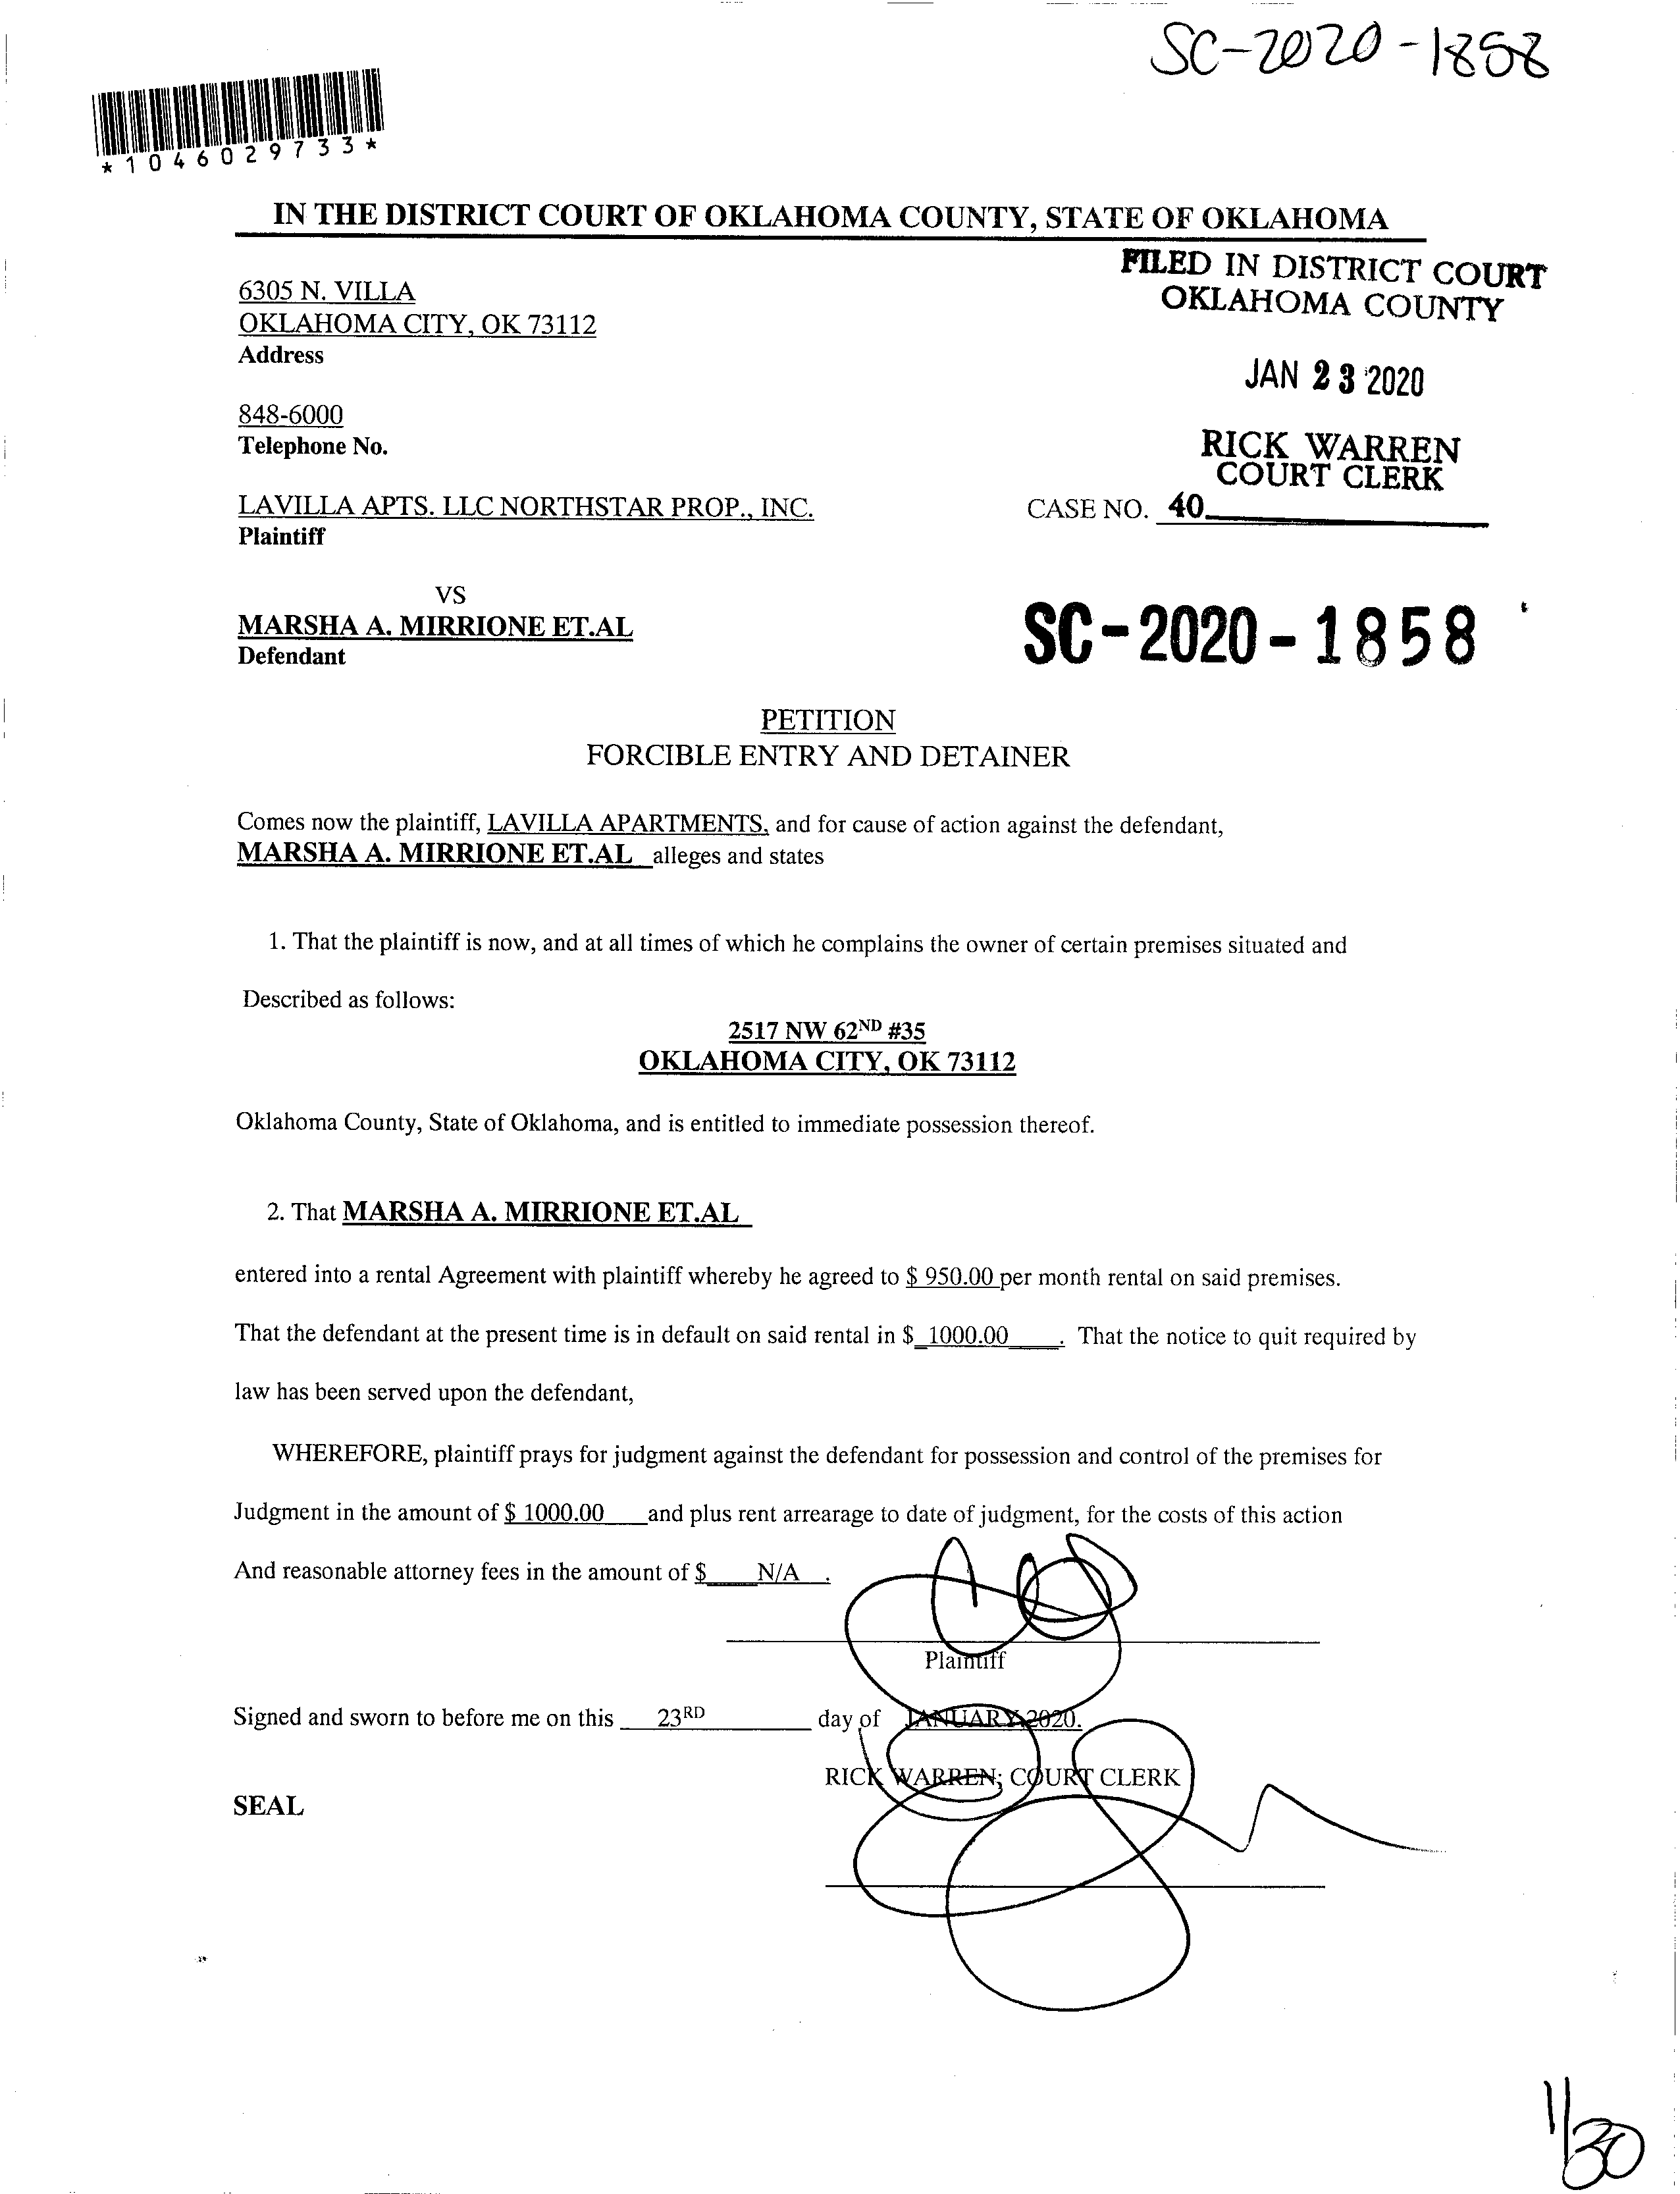 SC-2020-1858
*1046029733*
IN THE DISTRICT COURT OF OKLAHOMA COUNTY, STATE OF OKLAHOMA
FILED IN DISTRICT COURT
OKLAHOMA COUNTY
6305 N. VILLA
OKLAHOMA CITY, OK 73112
Address
JAN 23 2020
848-6000
Telephone No.
RICK WARREN
COURT CLERK
LAVILLA APTS. LLC NORTHSTAR PROP., INC.
CASE NO. 40
Plaintiff
VS
MARSHA A. MIRRIONE ET.AL
Defendant
SC-2020-1858
PETITION
FORCIBLE ENTRY AND DETAINER
Comes now the plaintiff, LAVILLA APARTMENTS, and for cause of action against the defendant,
MARSHA A. MIRRIONE ET.AL alleges and states
1. That the plaintiff is now, and at all times of which he complains the owner of certain premises situated and
Described as follows:
2517 NW 62ND #35
OKLAHOMA CITY, OK 73112
Oklahoma County, State of Oklahoma, and is entitled to immediate possession thereof.
2. That MARSHA A. MIRRIONE ET.AL
entered into a rental Agreement with plaintiff whereby he agreed to $ 950.00 per month rental on said premises.
That the defendant at the present time is in default on said rental in $ 1000.00. That the notice to quit required by
law has been served upon the defendant,
WHEREFORE, plaintiff prays for judgment against the defendant for possession and control of the premises for
Judgment in the amount of $ 1000.00 and plus rent arrearage to date of judgment, for the costs of this action
And reasonable attorney fees in the amount of $ N/A.
Plaintiff
Signed and sworn to before me on this 23RD day of JANUARY, 2020.
RICK WARREN; COURT CLERK
SEAL
1/30